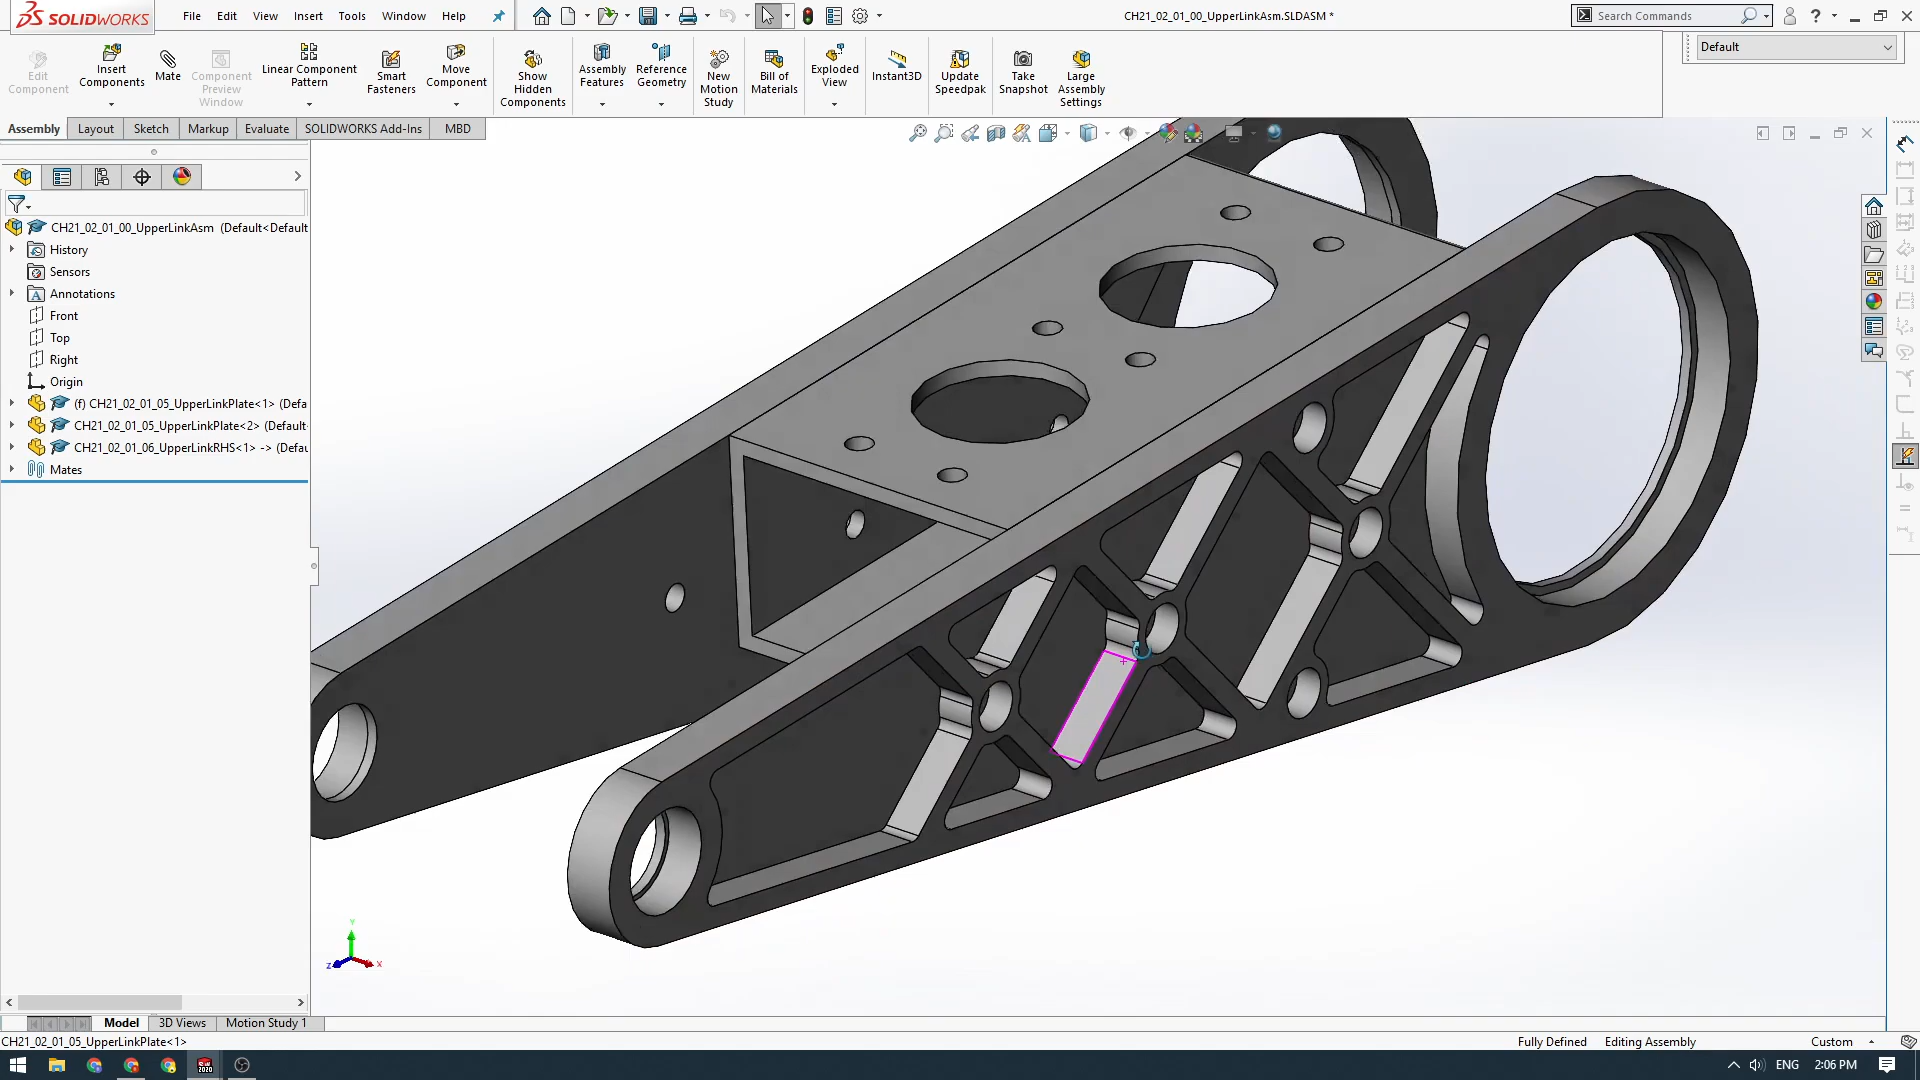 SOLIDWORKS
File Edit View Insert Tools Window Help
CH21_02_01_00_UpperLinkAsm.SLDASM *
Search Commands
Default
Edit Component
Insert Components
Mate
Component Preview Window
Linear Component Pattern
Smart Fasteners
Move Component
Show Hidden Components
Assembly Features
Reference Geometry
New Motion Study
Bill of Materials
Exploded View
Instant3D
Update Speedpak
Take Snapshot
Large Assembly Settings
Assembly Layout Sketch Markup Evaluate SOLIDWORKS Add-Ins MBD
CH21_02_01_00_UpperLinkAsm (Default<Default
History
Sensors
Annotations
Front
Top
Right
Origin
(f) CH21_02_01_05_UpperLinkPlate<1> (Defa
CH21_02_01_05_UpperLinkPlate<2> (Default
CH21_02_01_06_UpperLinkRHS<1> -> (Defau
Mates
Y
Z
X
Model 3D Views Motion Study 1
CH21_02_01_05_UpperLinkPlate<1>
Fully Defined Editing Assembly Custom
ENG 2:06 PM